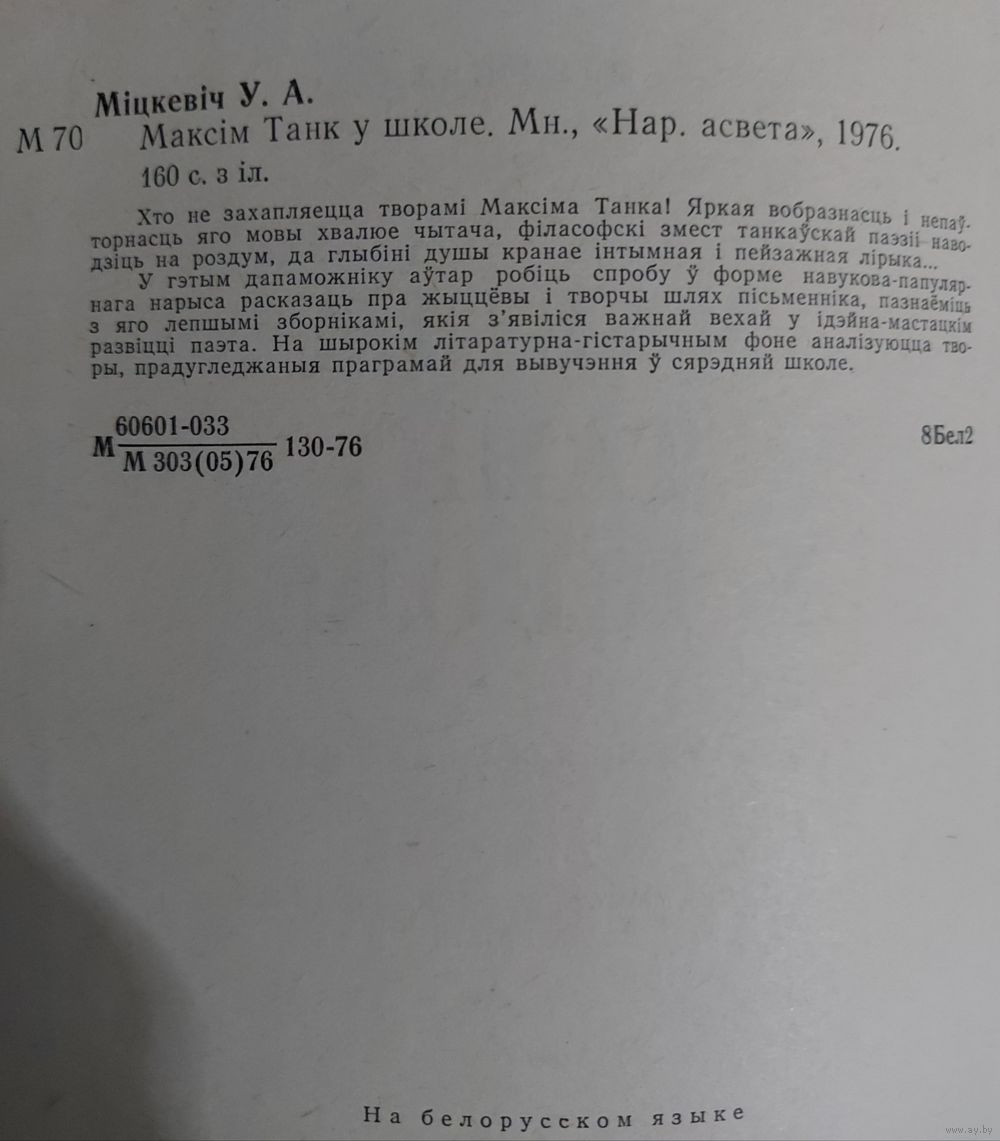 Міцкевіч У. А.
М 70 Максім Танк у школе. Мн., «Нар. асвета», 1976.
160 с. з іл.
Хто не захапляецца творамі Максіма Танка! Яркая вобразнасць і непаў-
торнасць яго мовы хвалюе чытача, філасофскі змест танкаўскай паэзіі наво-
дзіць на роздум, да глыбіні душы кранае інтымная і пейзажная лірыка...
У гэтым дапаможніку аўтар робіць спробу ў форме навукова-папуляр-
нага нарыса расказаць пра жыццёвы і творчы шлях пісьменніка, пазнаёміць
з яго лепшымі зборнікамі, якія з’явіліся важнай вехай у ідэйна-мастацкім
развіцці паэта. На шырокім літаратурна-гістарычным фоне аналізуюцца тво-
ры, прадугледжаныя праграмай для вывучэння ў сярэдняй школе.
60601-033
М 130-76
М 303(05)76
8Бел2
На белорусском языке
www.ay.by